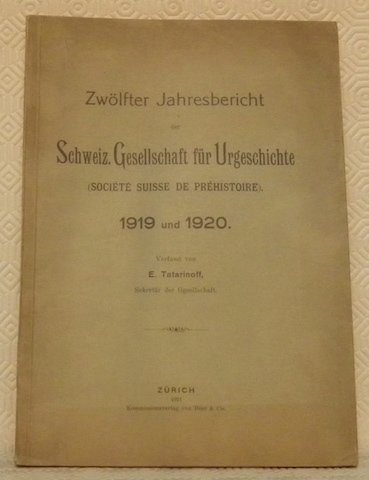 Zwölfter Jahresbericht
der
Schweiz. Gesellschaft für Urgeschichte
(SOCIÉTÉ SUISSE DE PRÉHISTOIRE).
1919 und 1920.
Verfasst von
E. Tatarinoff,
Sekretär der Gesellschaft.
ZÜRICH
1921
Kommissionsverlag von Beer & Cie.